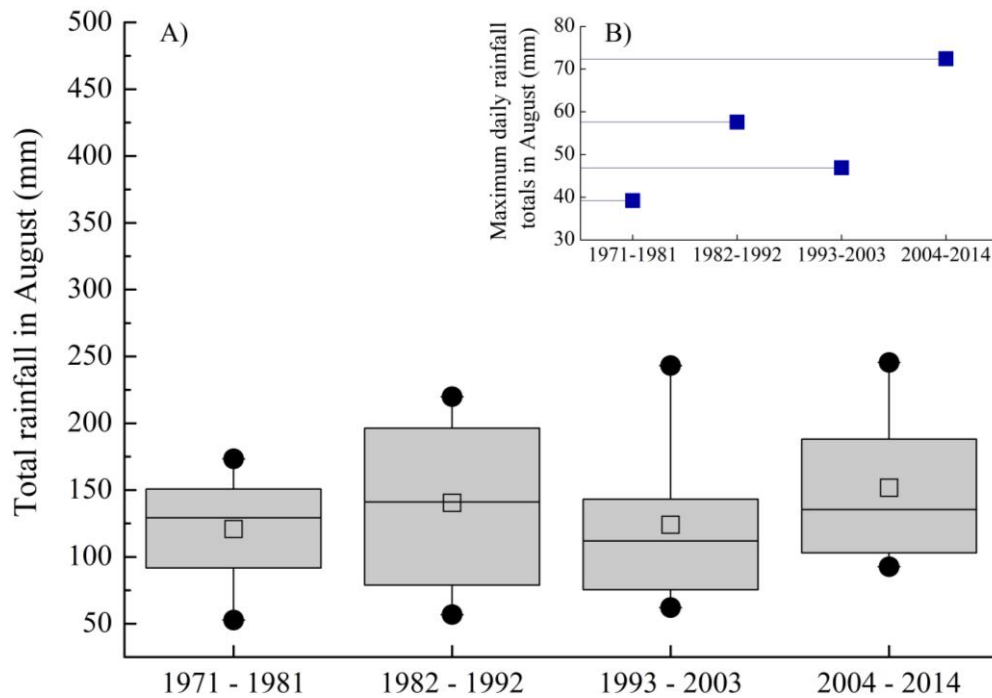 A)
Total rainfall in August (mm)
500
450
400
350
300
250
200
150
100
50
1971 - 1981
1982 - 1992
1993 - 2003
2004 - 2014
B)
Maximum daily rainfall
totals in August (mm)
80
70
60
50
40
30
1971-1981
1982-1992
1993-2003
2004-2014